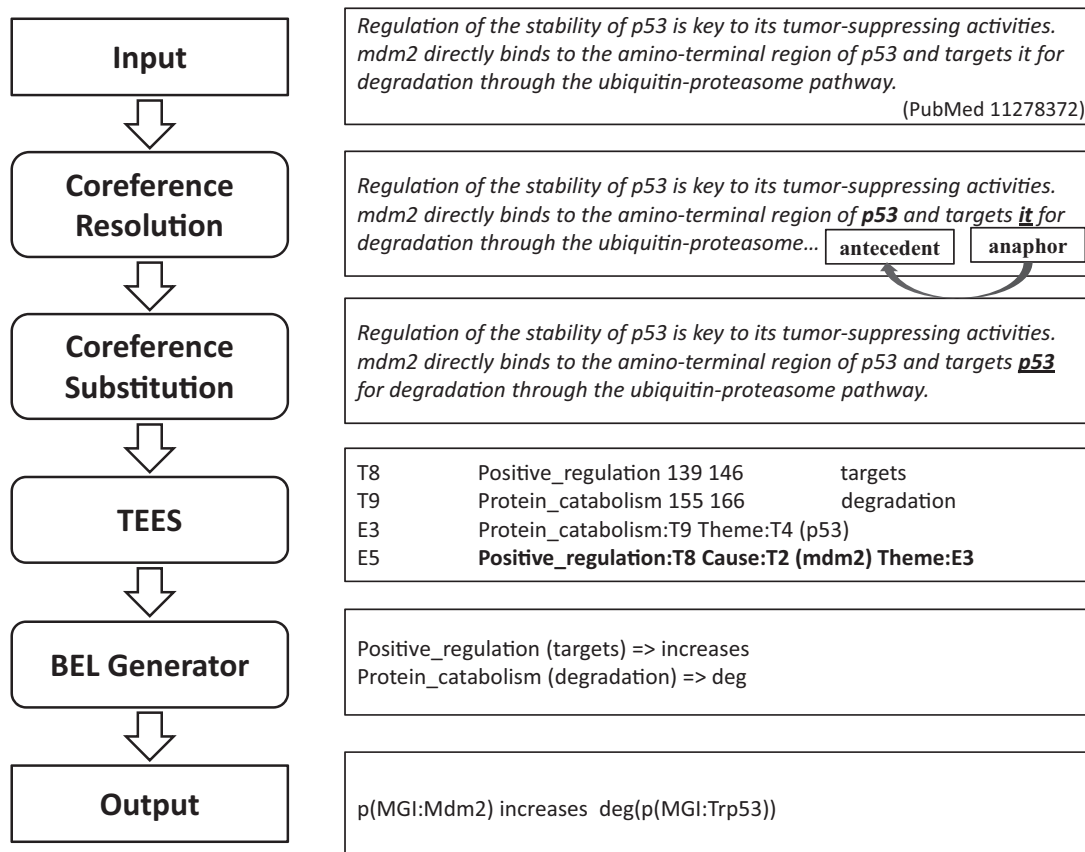 Input
Regulation of the stability of p53 is key to its tumor-suppressing activities.
mdm2 directly binds to the amino-terminal region of p53 and targets it for
degradation through the ubiquitin-proteasome pathway.
(PubMed 11278372)
Coreference
Resolution
Regulation of the stability of p53 is key to its tumor-suppressing activities.
mdm2 directly binds to the amino-terminal region of p53 and targets it for
degradation through the ubiquitin-proteasome...
antecedent
anaphor
Coreference
Substitution
Regulation of the stability of p53 is key to its tumor-suppressing activities.
mdm2 directly binds to the amino-terminal region of p53 and targets p53
for degradation through the ubiquitin-proteasome pathway.
TEES
T8 Positive_regulation 139 146 targets
T9 Protein_catabolism 155 166 degradation
E3 Protein_catabolism:T9 Theme:T4 (p53)
E5 Positive_regulation:T8 Cause:T2 (mdm2) Theme:E3
BEL Generator
Positive_regulation (targets) => increases
Protein_catabolism (degradation) => deg
Output
p(MGI:Mdm2) increases deg(p(MGI:Trp53))